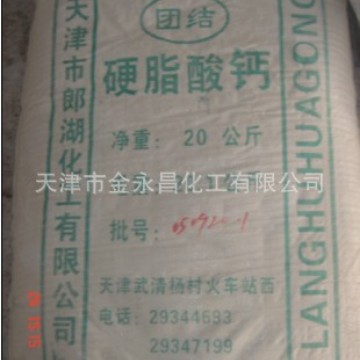 团结
硬脂酸钙
净重：20公斤
天津市金永昌化工有限公司
批号：
天津武清杨村火车站西
电话：29344693
29347199
天津市郎湖化工有限公司
LANGHUHUAGONG